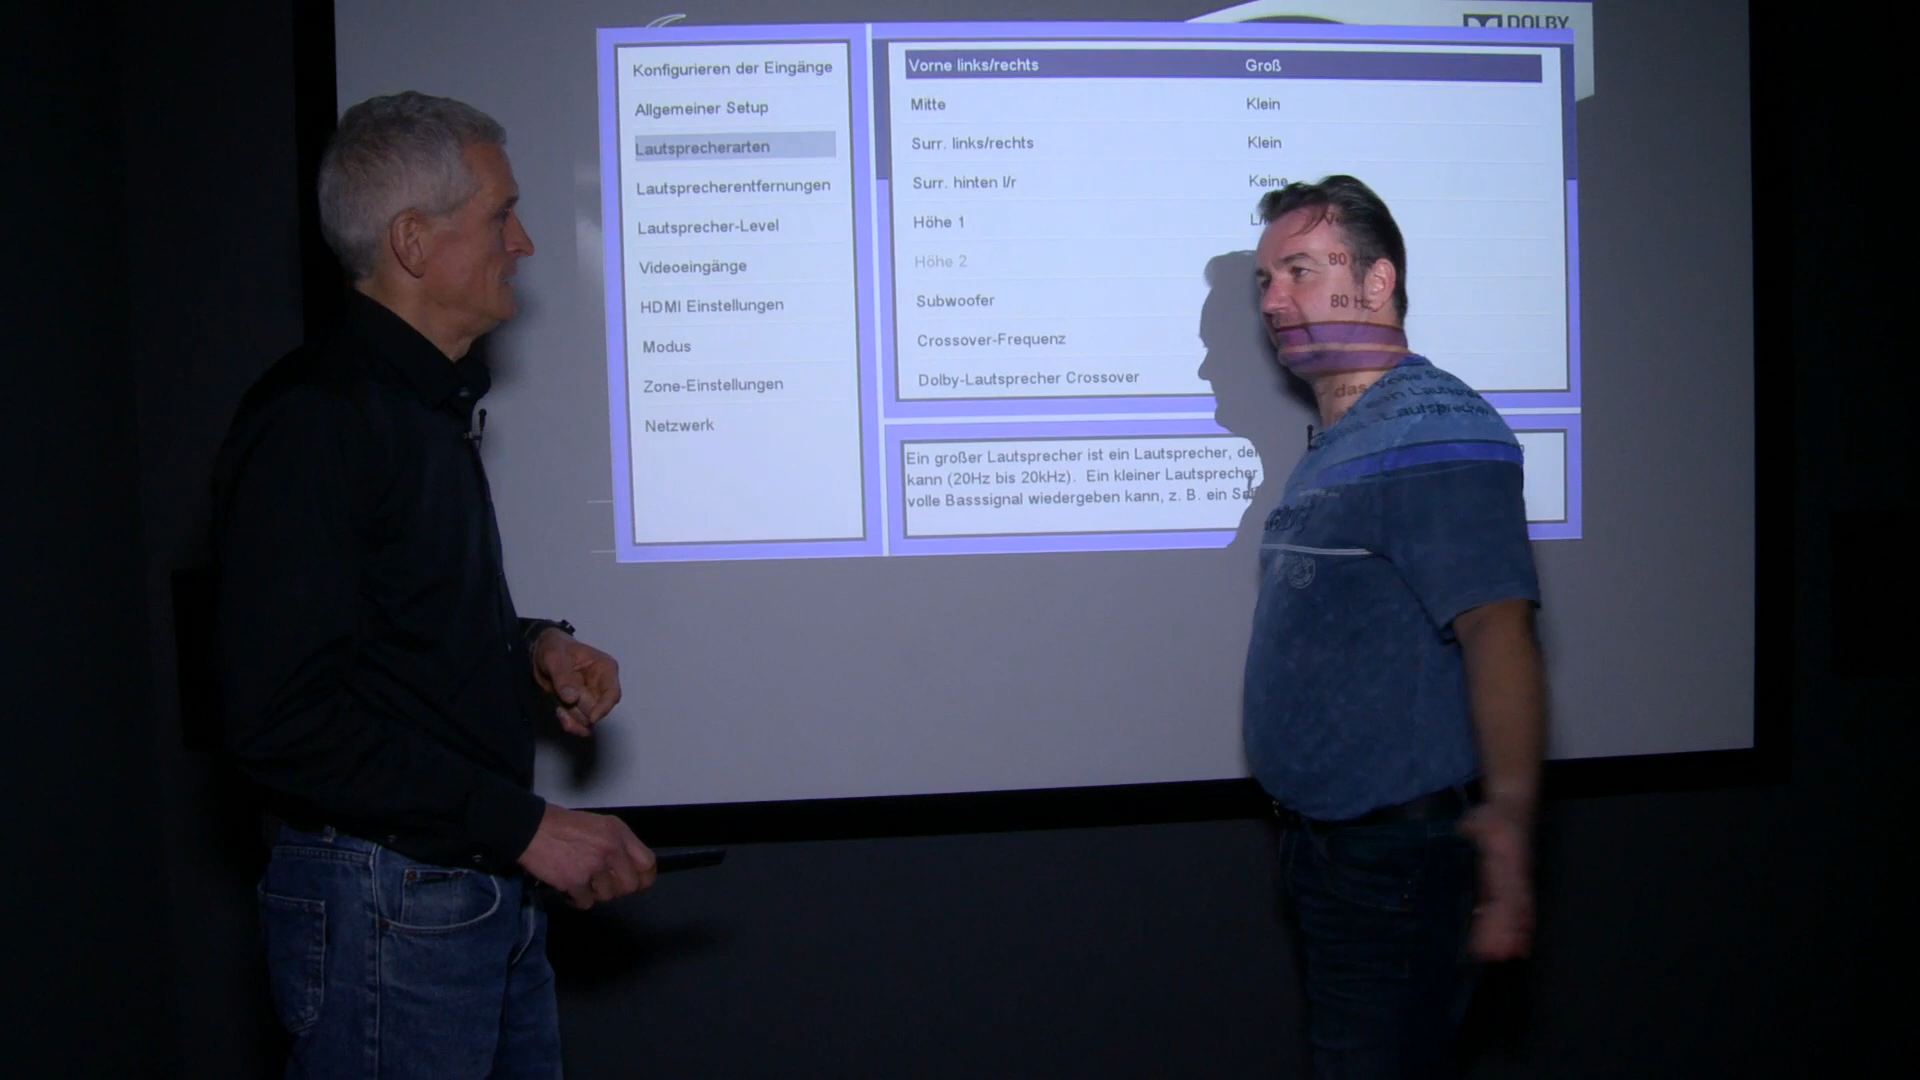 DOLBY
Konfigurieren der Eingänge
Allgemeiner Setup
Lautsprecherarten
Lautsprecherentfernungen
Lautsprecher-Level
Videoeingänge
HDMI Einstellungen
Modus
Zone-Einstellungen
Netzwerk
Vorne links/rechts Groß
Mitte Klein
Surr. links/rechts Klein
Surr. hinten l/r Keine
Höhe 1
Höhe 2
Subwoofer
Crossover-Frequenz 80 Hz
Dolby-Lautsprecher Crossover 80 Hz
Ein großer Lautsprecher ist ein Lautsprecher, das
kann (20Hz bis 20kHz). Ein kleiner Lautsprecher
volle Basssignal wiedergeben kann, z. B. ein